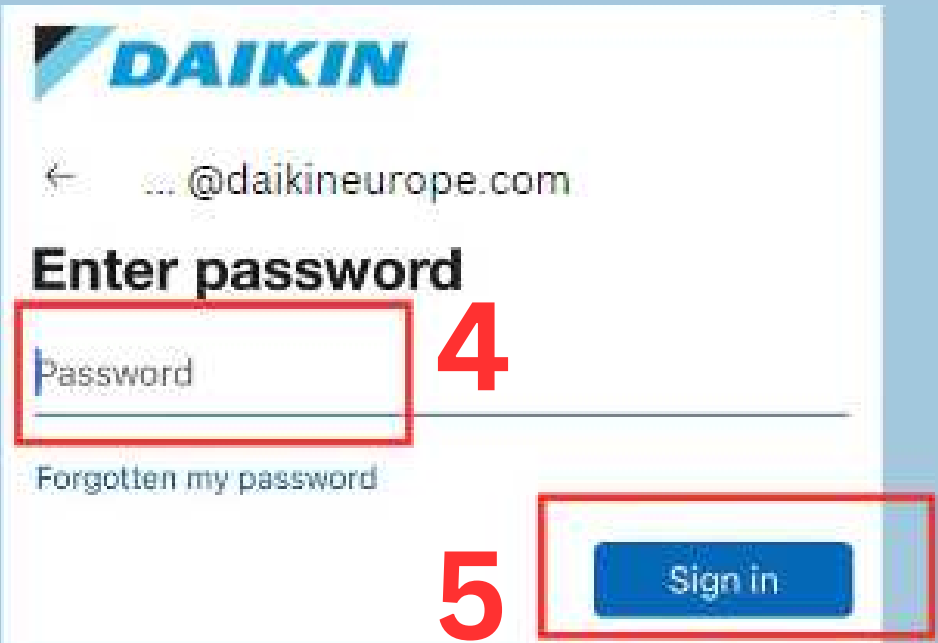 DAIKIN
← ... @daikineurope.com
Enter password
4
Password
Forgotten my password
5
Sign in